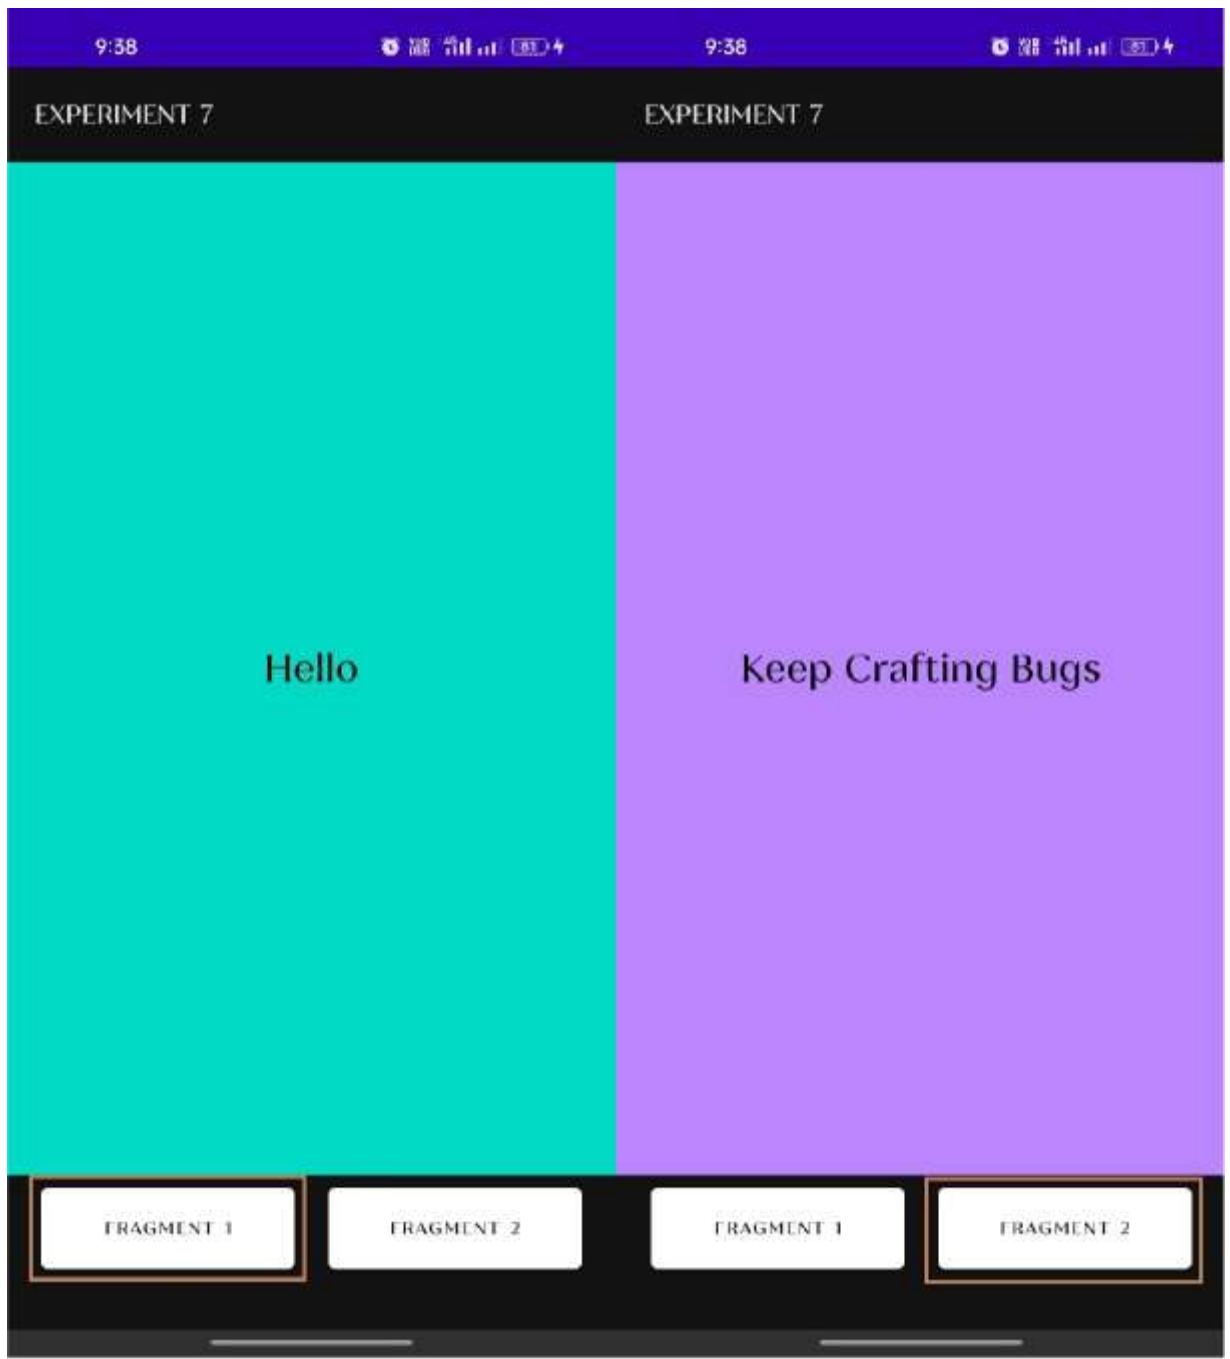 9:38
EXPERIMENT 7
Hello
FRAGMENT 1
FRAGMENT 2
9:38
EXPERIMENT 7
Keep Crafting Bugs
FRAGMENT 1
FRAGMENT 2